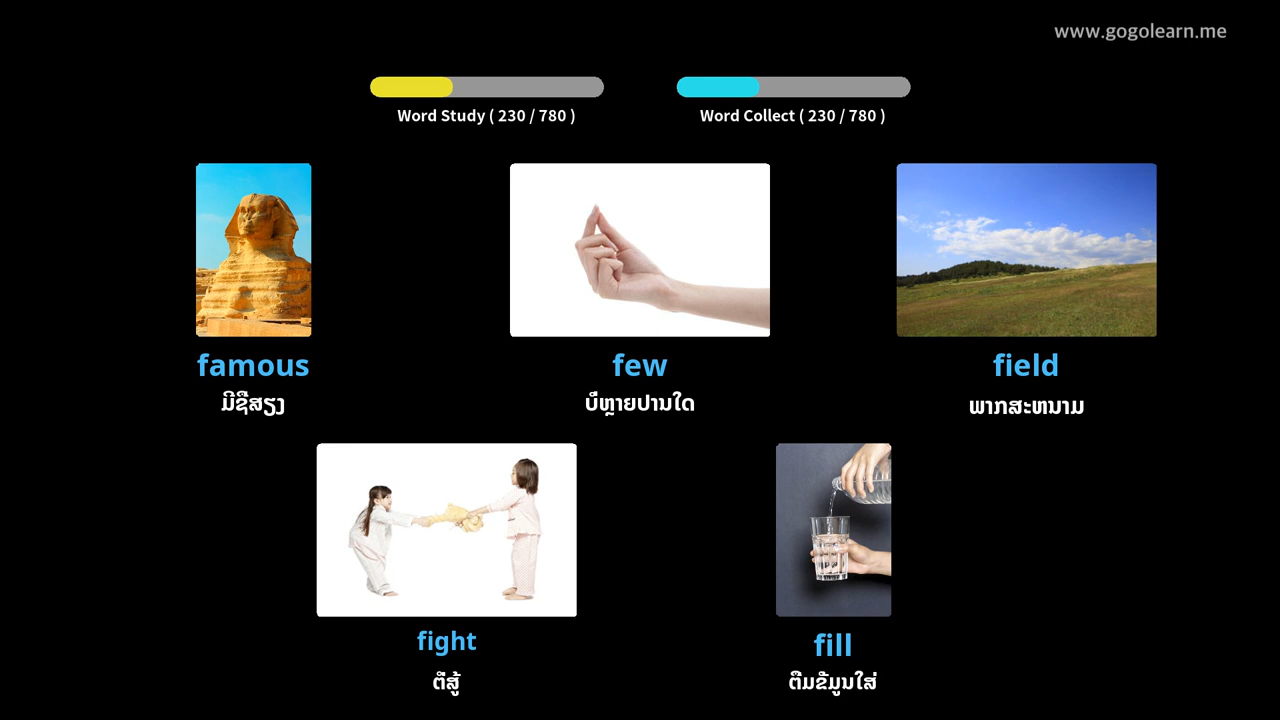 www.gogolearn.me
Word Study ( 230 / 780 )
Word Collect ( 230 / 780 )
famous
few
field
ມີຊື່ສຽງ
ບໍ່ຫຼາຍປານໃດ
ພາກສະຫນາມ
fight
fill
ຕໍ່ສູ້
ຕື່ມຂໍ້ມູນໃສ່